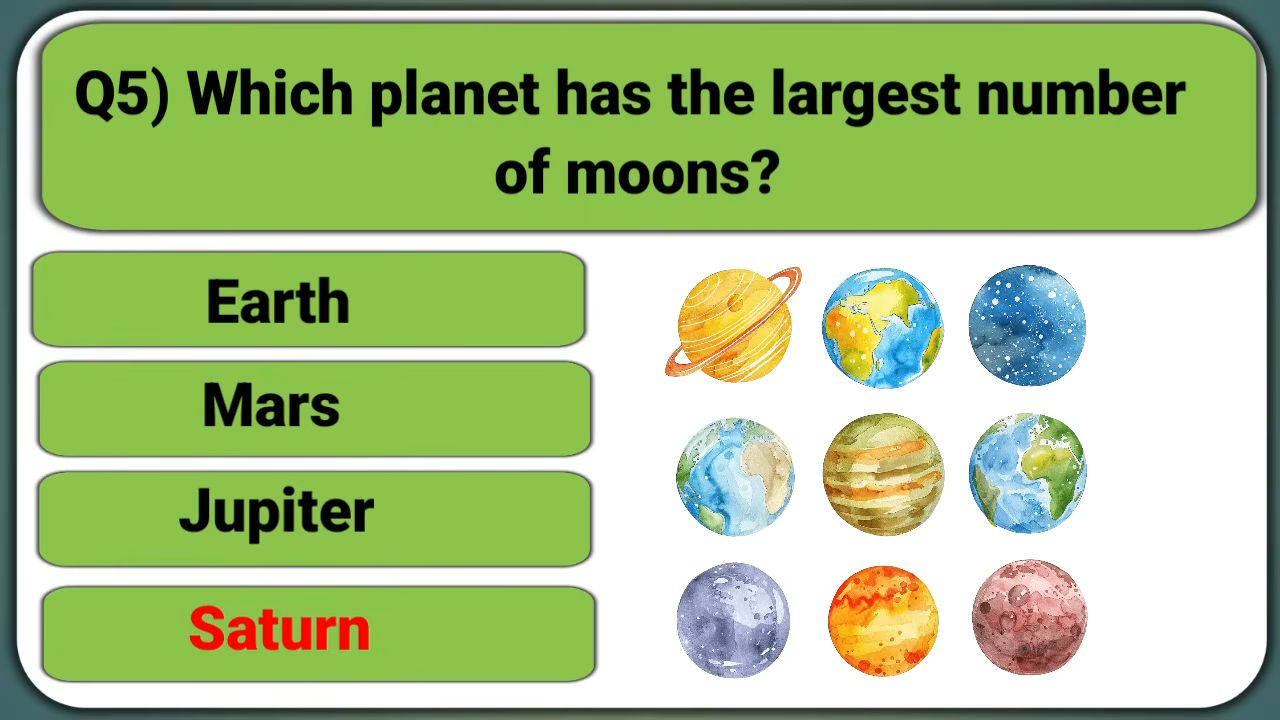 Q5) Which planet has the largest number
of moons?
Earth
Mars
Jupiter
Saturn